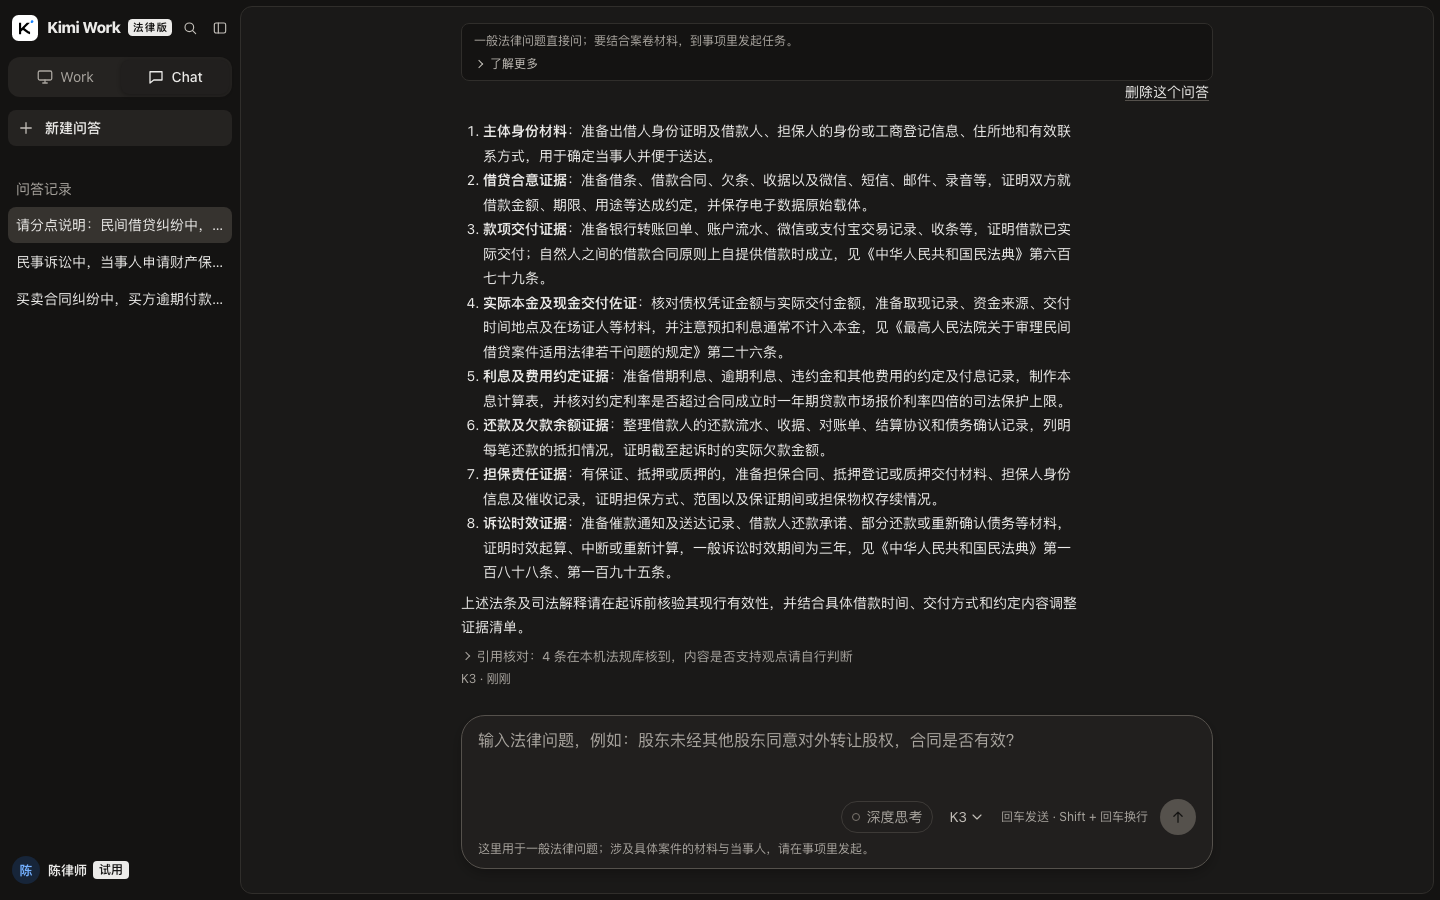 Kimi Work 法律版
Work
Chat
新建问答
问答记录
请分点说明：民间借贷纠纷中，...
民事诉讼中，当事人申请财产保...
买卖合同纠纷中，买方逾期付款...
陈 陈律师 试用
一般法律问题直接问；要结合案卷材料，到事项里发起任务。
了解更多
删除这个问答
1. 主体身份材料：准备出借人身份证明及借款人、担保人的身份或工商登记信息、住所地和有效联
系方式，用于确定当事人并便于送达。
2. 借贷合意证据：准备借条、借款合同、欠条、收据以及微信、短信、邮件、录音等，证明双方就
借款金额、期限、用途等达成约定，并保存电子数据原始载体。
3. 款项交付证据：准备银行转账回单、账户流水、微信或支付宝交易记录、收条等，证明借款已实
际交付；自然人之间的借款合同原则上自提供借款时成立，见《中华人民共和国民法典》第六百
七十九条。
4. 实际本金及现金交付佐证：核对债权凭证金额与实际交付金额，准备取现记录、资金来源、交付
时间地点及在场证人等材料，并注意预扣利息通常不计入本金，见《最高人民法院关于审理民间
借贷案件适用法律若干问题的规定》第二十六条。
5. 利息及费用约定证据：准备借期利息、逾期利息、违约金和其他费用的约定及付息记录，制作本
息计算表，并核对约定利率是否超过合同成立时一年期贷款市场报价利率四倍的司法保护上限。
6. 还款及欠款余额证据：整理借款人的还款流水、收据、对账单、结算协议和债务确认记录，列明
每笔还款的抵扣情况，证明截至起诉时的实际欠款金额。
7. 担保责任证据：有保证、抵押或质押的，准备担保合同、抵押登记或质押交付材料、担保人身份
信息及催收记录，证明担保方式、范围以及保证期间或担保物权存续情况。
8. 诉讼时效证据：准备催款通知及送达记录、借款人还款承诺、部分还款或重新确认债务等材料，
证明时效起算、中断或重新计算，一般诉讼时效期间为三年，见《中华人民共和国民法典》第一
百八十八条、第一百九十五条。
上述法条及司法解释请在起诉前核验其现行有效性，并结合具体借款时间、交付方式和约定内容调整
证据清单。
引用核对：4 条在本机法规库核到，内容是否支持观点请自行判断
K3 · 刚刚
输入法律问题，例如：股东未经其他股东同意对外转让股权，合同是否有效？
深度思考 K3 回车发送 · Shift + 回车换行
这里用于一般法律问题；涉及具体案件的材料与当事人，请在事项里发起。